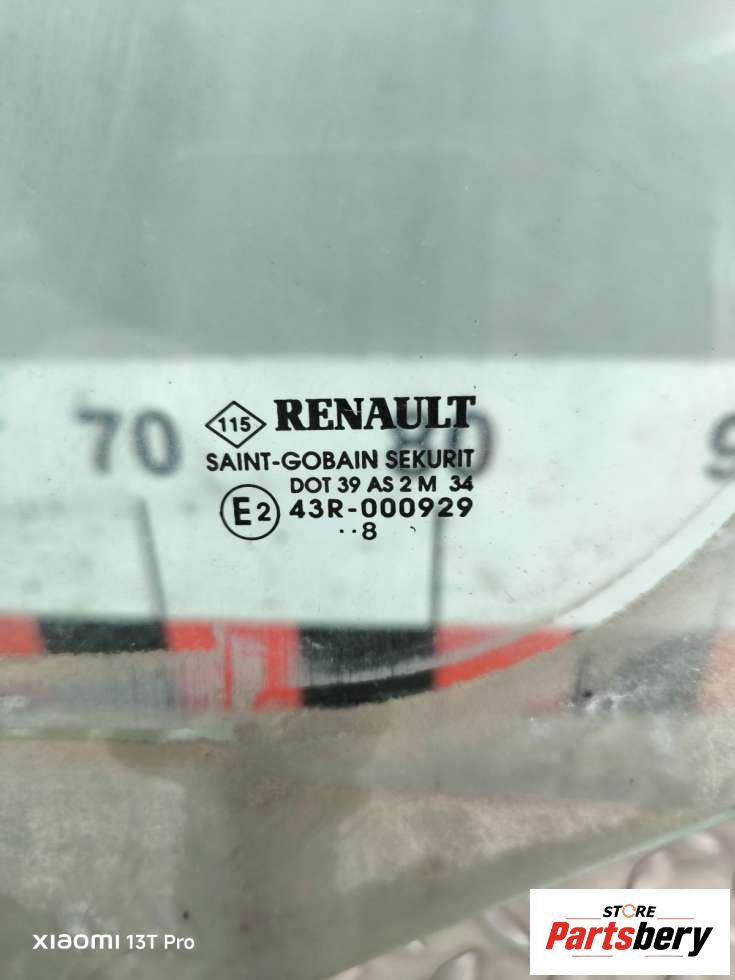 115 RENAULT
SAINT-GOBAIN SEKURIT
DOT 39 AS 2 M 34
E2 43R-000929
··8
70 80 9
XIAOMI 13T Pro
STORE
Partsbery